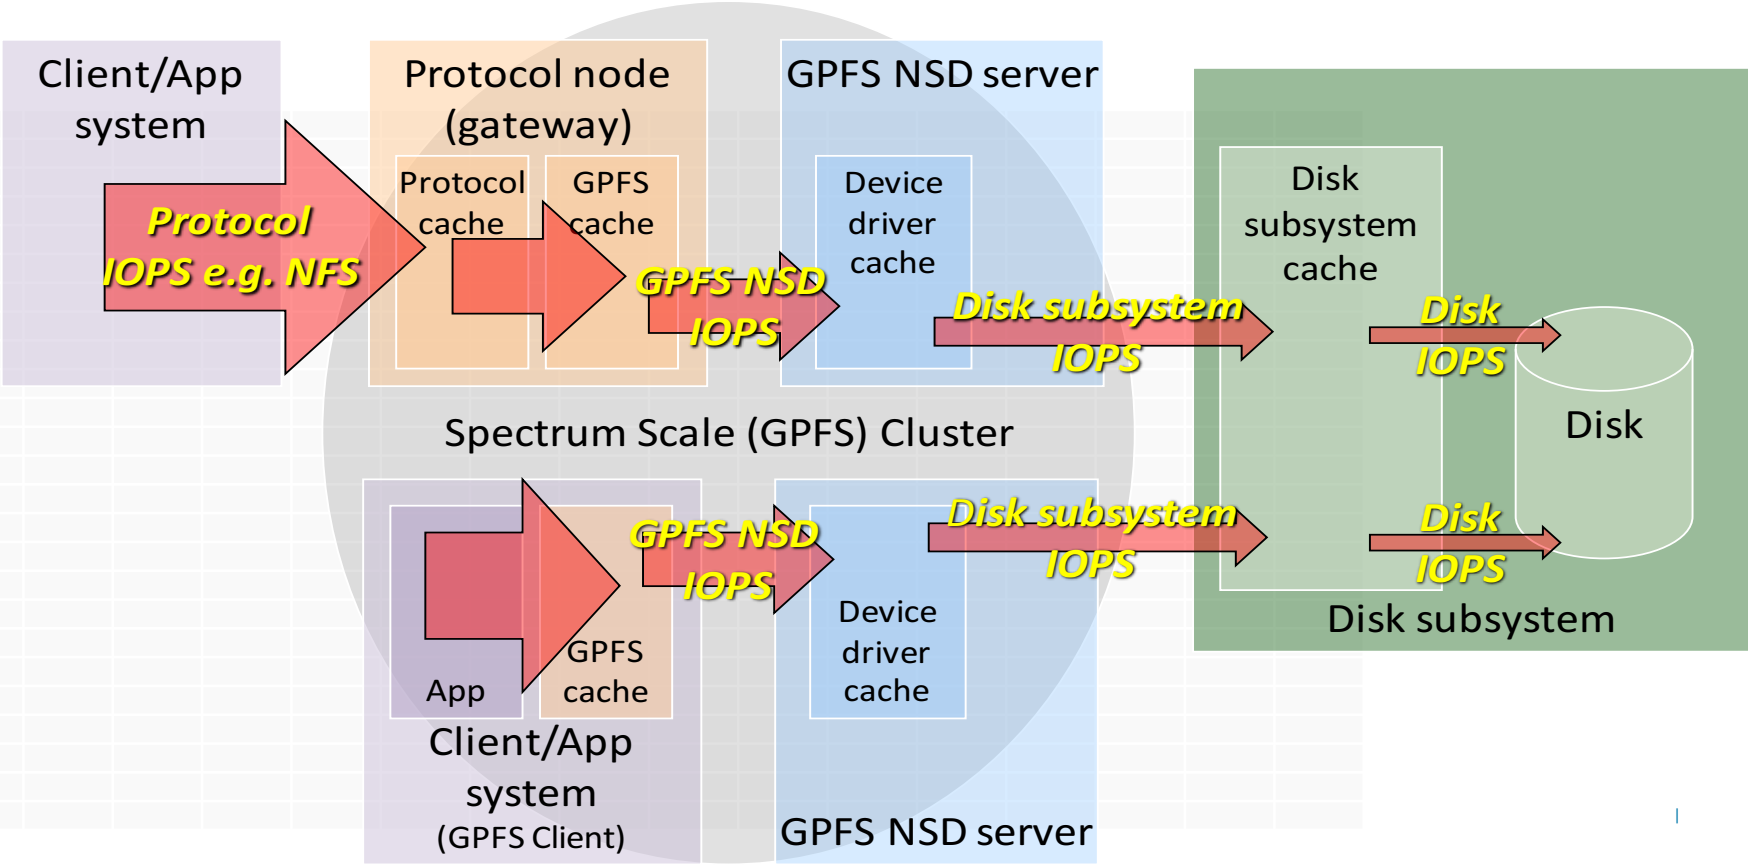 Client/App
system
Protocol
IOPS e.g. NFS
Protocol node
(gateway)
Protocol
cache
GPFS
cache
GPFS NSD
IOPS
GPFS NSD server
Device
driver
cache
Disk subsystem
IOPS
Disk
subsystem
cache
Disk
IOPS
Disk
Spectrum Scale (GPFS) Cluster
App
GPFS
cache
Client/App
system
(GPFS Client)
GPFS NSD
IOPS
Device
driver
cache
GPFS NSD server
Disk subsystem
IOPS
Disk
IOPS
Disk subsystem